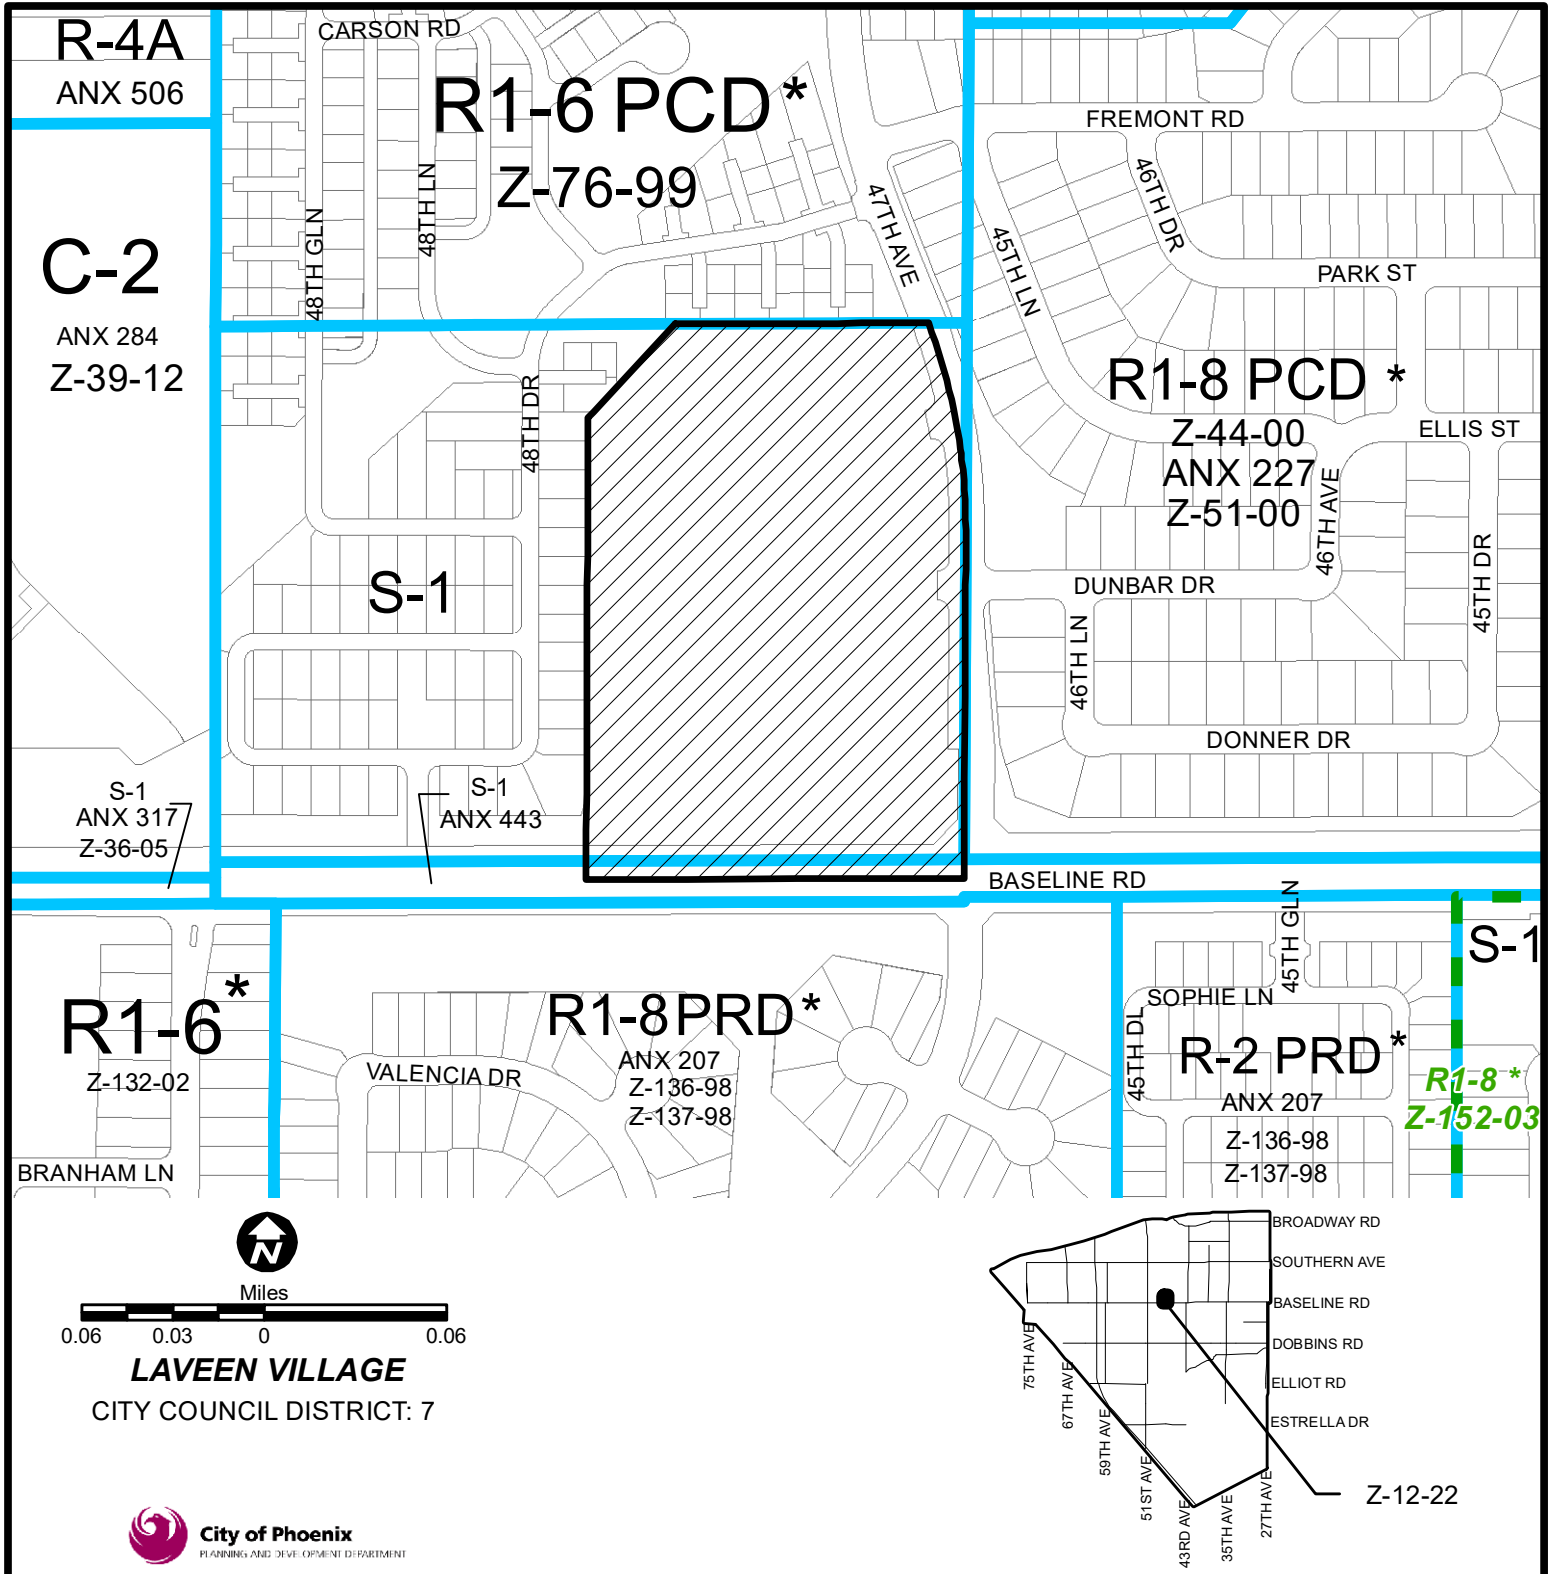 R-4A
ANX 506
CARSON RD
R1-6 PCD*
Z-76-99
FREMONT RD
48TH GLN
48TH LN
47TH AVE
46TH DR
45TH LN
PARK ST
C-2
ANX 284
Z-39-12
48TH DR
R1-8 PCD *
Z-44-00
ANX 227
Z-51-00
ELLIS ST
46TH AVE
45TH DR
S-1
DUNBAR DR
46TH LN
DONNER DR
S-1
ANX 317
Z-36-05
S-1
ANX 443
BASELINE RD
45TH GLN
S-1
R1-6*
Z-132-02
R1-8 PRD*
ANX 207
Z-136-98
Z-137-98
VALENCIA DR
SOPHIE LN
45TH DL
R-2 PRD*
ANX 207
Z-136-98
Z-137-98
R1-8 *
Z-152-03
BRANHAM LN
N
Miles
0.06 0.03 0 0.06
LAVEEN VILLAGE
CITY COUNCIL DISTRICT: 7
City of Phoenix
PLANNING AND DEVELOPMENT DEPARTMENT
BROADWAY RD
SOUTHERN AVE
BASELINE RD
DOBBINS RD
ELLIOT RD
ESTRELLA DR
75TH AVE
67TH AVE
59TH AVE
51ST AVE
43RD AVE
35TH AVE
27TH AVE
Z-12-22